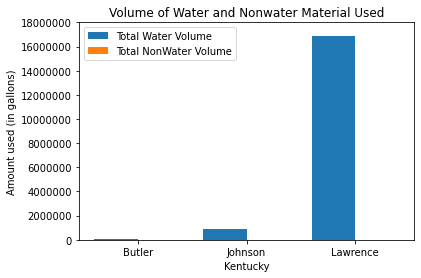 Volume of Water and Nonwater Material Used
Total Water Volume
Total NonWater Volume
18000000
16000000
14000000
12000000
10000000
8000000
6000000
4000000
2000000
0
Amount used (in gallons)
Butler Johnson Lawrence
Kentucky